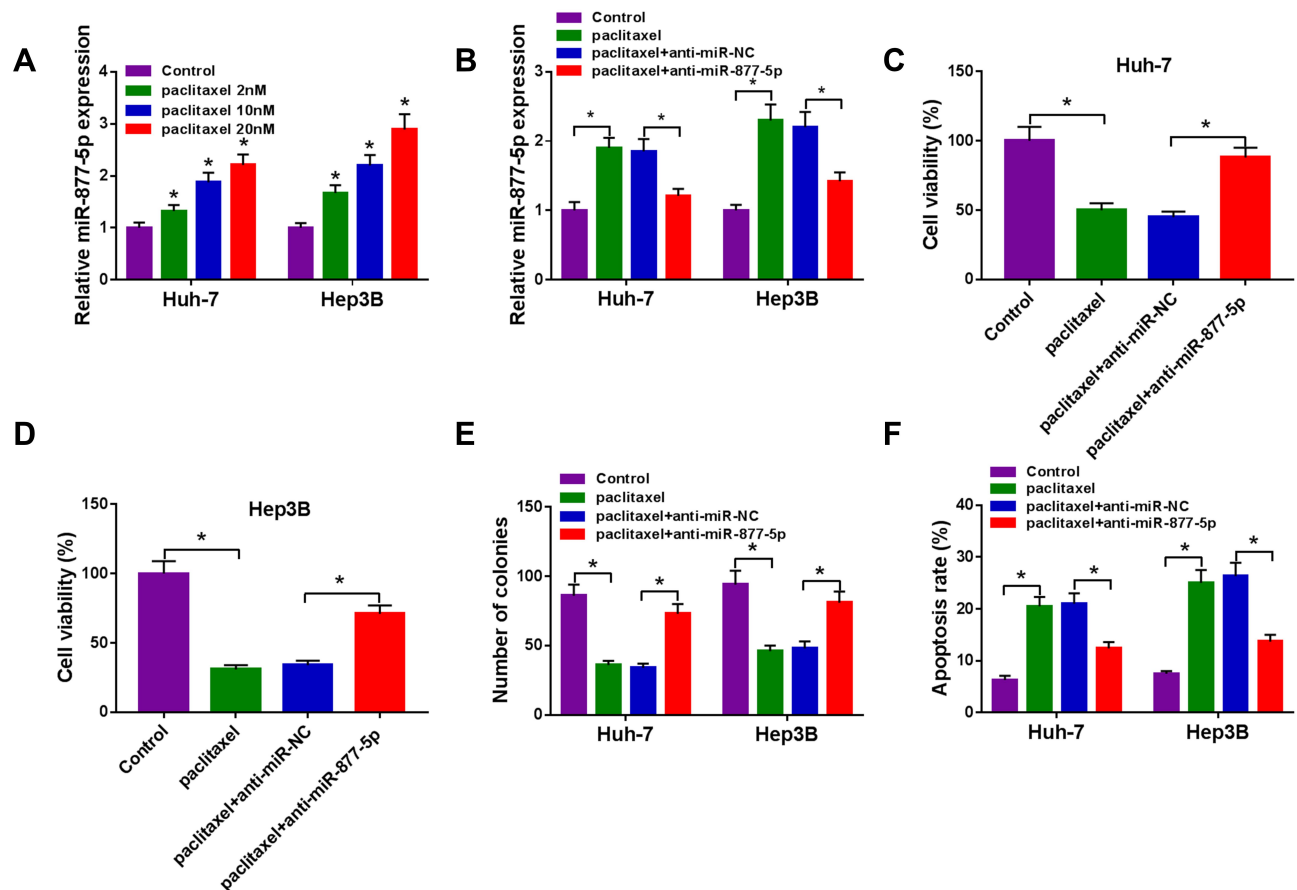 A
Relative miR-877-5p expression
4
3
2
1
0
Control
paclitaxel 2nM
paclitaxel 10nM
paclitaxel 20nM
* * *
* * *
Huh-7
Hep3B
B
Relative miR-877-5p expression
3
2
1
0
Control
paclitaxel
paclitaxel+anti-miR-NC
paclitaxel+anti-miR-877-5p
* *
* *
Huh-7
Hep3B
C
Huh-7
Cell viability (%)
150
100
50
0
* *
Control
paclitaxel
paclitaxel+anti-miR-NC
paclitaxel+anti-miR-877-5p
D
Hep3B
Cell viability (%)
150
100
50
0
* *
Control
paclitaxel
paclitaxel+anti-miR-NC
paclitaxel+anti-miR-877-5p
E
Number of colonies
150
100
50
0
Control
paclitaxel
paclitaxel+anti-miR-NC
paclitaxel+anti-miR-877-5p
* *
* *
Huh-7
Hep3B
F
Apoptosis rate (%)
40
30
20
10
0
Control
paclitaxel
paclitaxel+anti-miR-NC
paclitaxel+anti-miR-877-5p
* *
* *
Huh-7
Hep3B